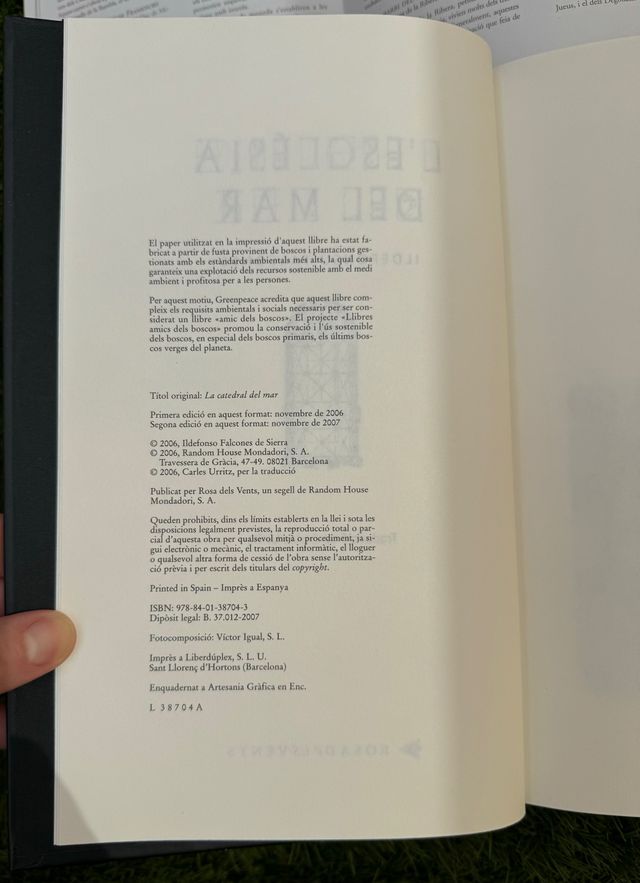 El paper utilitzat en la impressió d'aquest llibre ha estat fa-
bricat a partir de fusta provinent de boscos i plantacions ges-
tionats amb els estàndards ambientals més alts, la qual cosa
garanteix una explotació dels recursos sostenible amb el medi
ambient i profitosa per a les persones.
Per aquest motiu, Greenpeace acredita que aquest llibre com-
pleix els requisits ambientals i socials necessaris per ser con-
siderat un llibre «amic dels boscos». El projecte «Llibres
amics dels boscos» promou la conservació i l'ús sostenible
dels boscos, en especial dels boscos primaris, els últims bos-
cos verges del planeta.
Títol original: La catedral del mar
Primera edició en aquest format: novembre de 2006
Segona edició en aquest format: novembre de 2007
© 2006, Ildefonso Falcones de Sierra
© 2006, Random House Mondadori, S. A.
Travessera de Gràcia, 47-49. 08021 Barcelona
© 2006, Carles Urritz, per la traducció
Publicat per Rosa dels Vents, un segell de Random House
Mondadori, S. A.
Queden prohibits, dins els límits establerts en la llei i sota les
disposicions legalment previstes, la reproducció total o par-
cial d'aquesta obra per qualsevol mitjà o procediment, ja si-
gui electrònic o mecànic, el tractament informàtic, el lloguer
o qualsevol altra forma de cessió de l'obra sense l'autoritza-
ció prèvia i per escrit dels titulars del copyright.
Printed in Spain – Imprès a Espanya
ISBN: 978-84-01-38704-3
Dipòsit legal: B. 37.012-2007
Fotocomposició: Víctor Igual, S. L.
Imprès a Liberdúplex, S. L. U.
Sant Llorenç d'Hortons (Barcelona)
Enquadernat a Artesania Gràfica en Enc.
L 38704A
L'ESGLÉSIA
DEL MAR
ROSA DELS VENTS